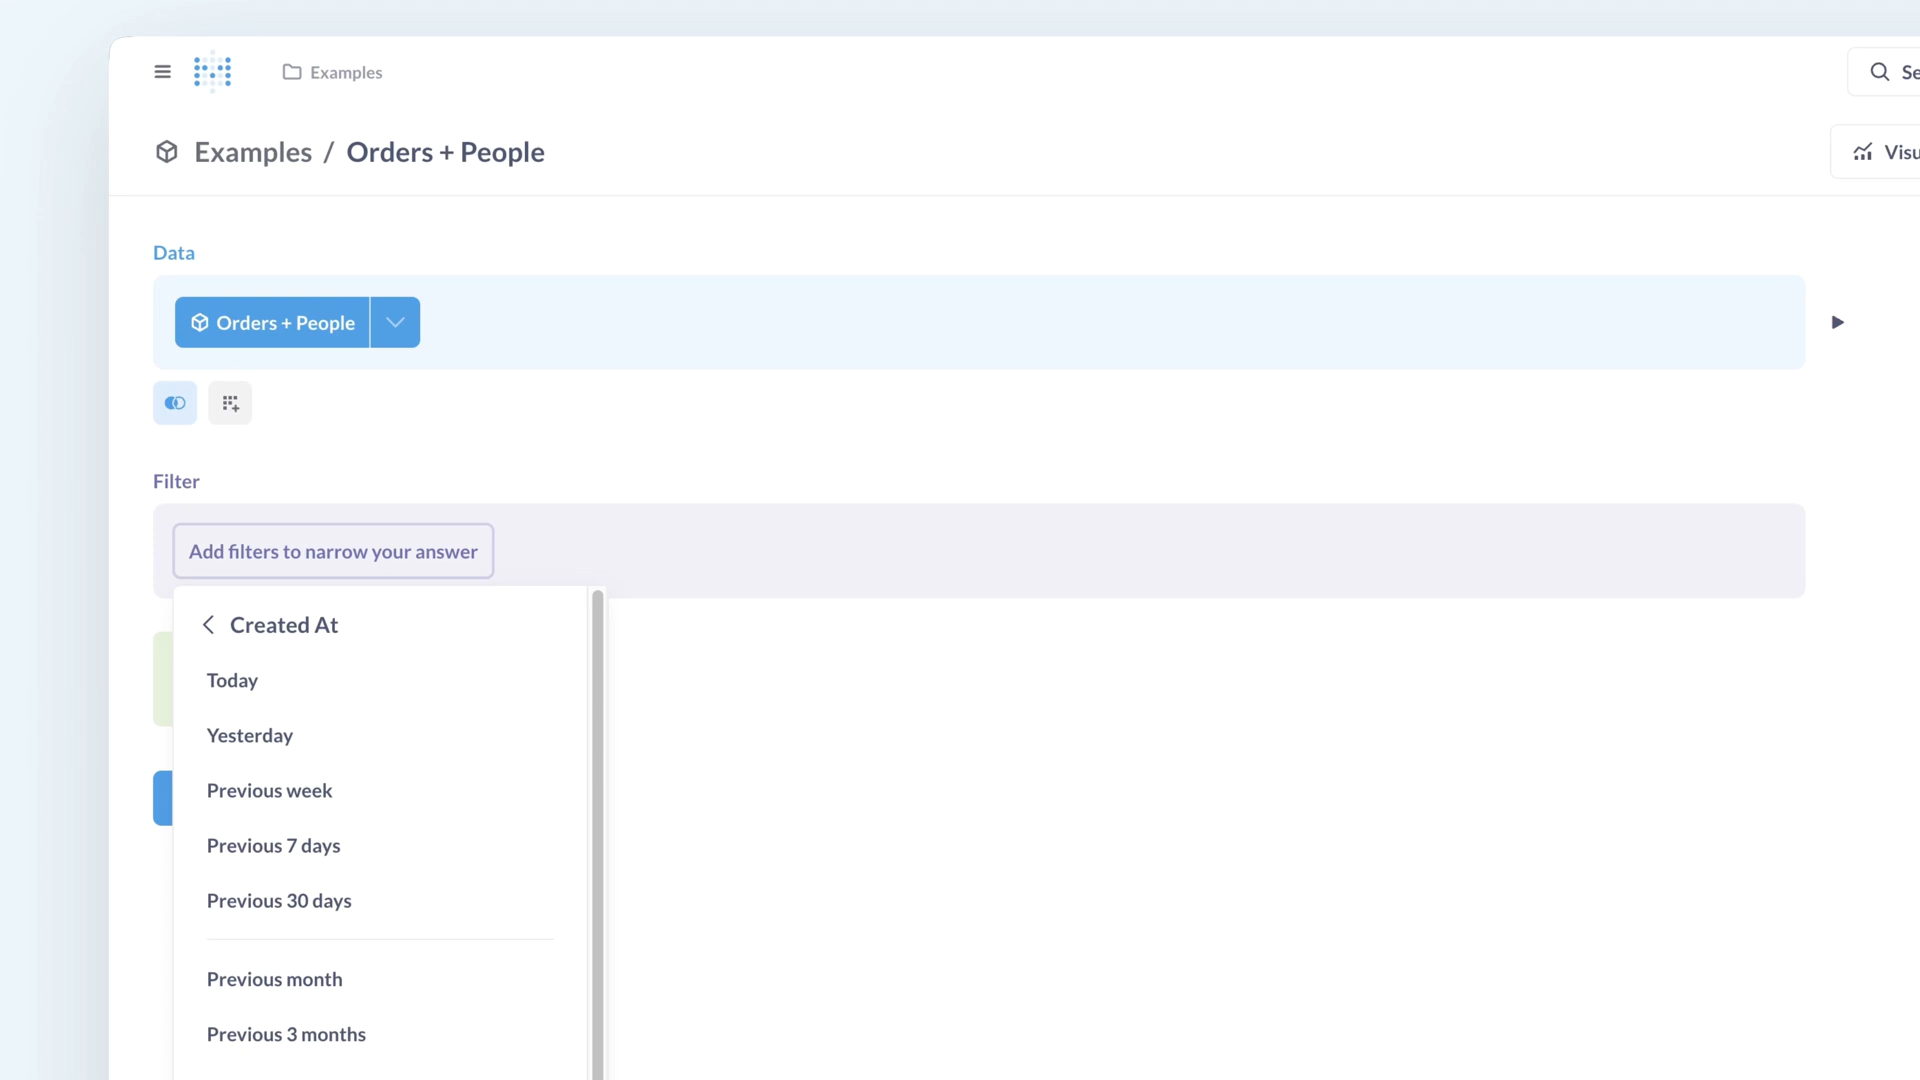 Examples
Se
Examples / Orders + People
Visu
Data
Orders + People
Filter
Add filters to narrow your answer
Created At
Today
Yesterday
Previous week
Previous 7 days
Previous 30 days
Previous month
Previous 3 months